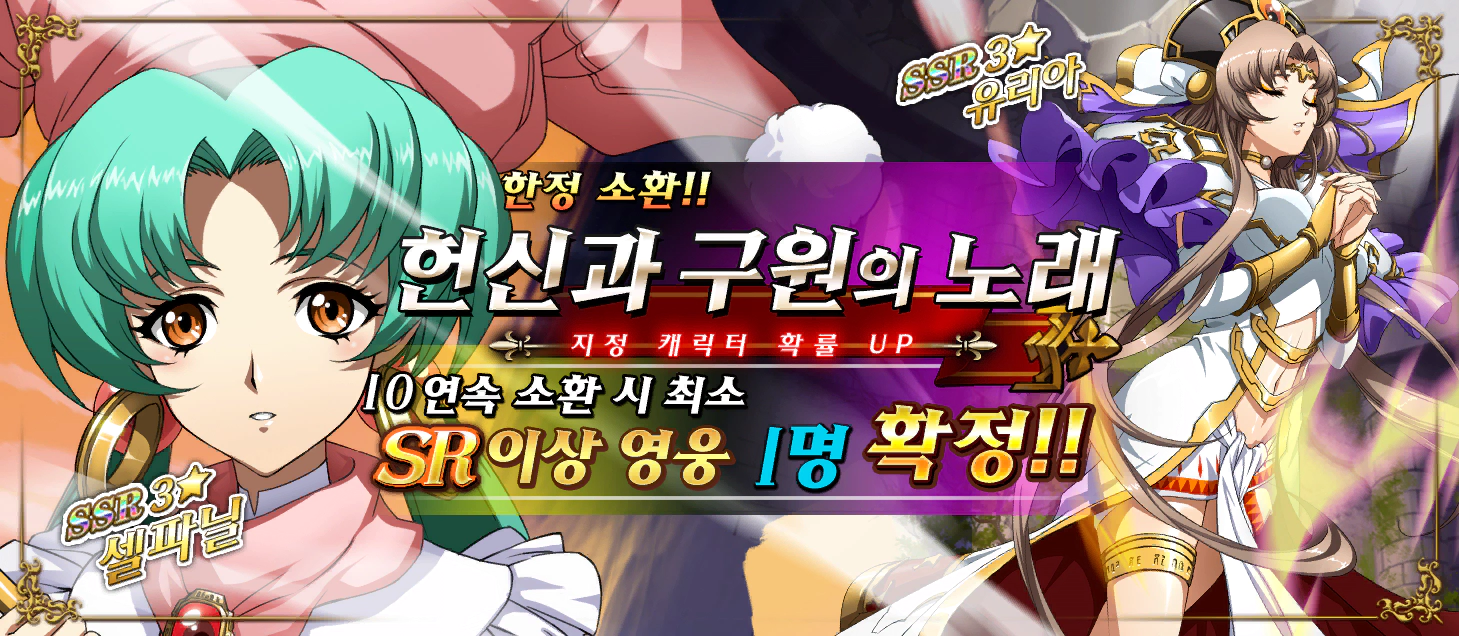 SSR 3★
유리아
한정 소환!!
헌신과 구원의 노래
지정 캐릭터 확률 UP
10연속 소환 시 최소
SR이상 영웅 1명 확정!!
SSR 3★
셀파닐